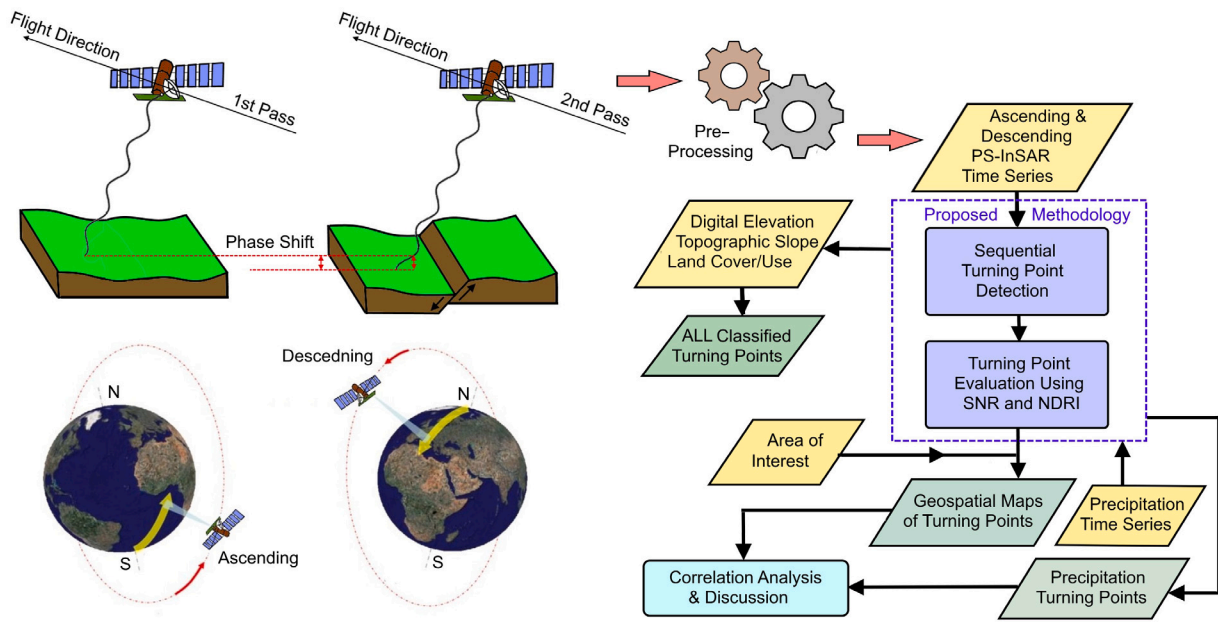 Flight Direction
1st Pass
Flight Direction
2nd Pass
Phase Shift
Pre–
Processing
Ascending &
Descending
PS-InSAR
Time Series
Proposed Methodology
Sequential
Turning Point
Detection
Turning Point
Evaluation Using
SNR and NDRI
Digital Elevation
Topographic Slope
Land Cover/Use
ALL Classified
Turning Points
Area of
Interest
Geospatial Maps
of Turning Points
Precipitation
Time Series
Correlation Analysis
& Discussion
Precipitation
Turning Points
N
S
Ascending
Descedning
N
S